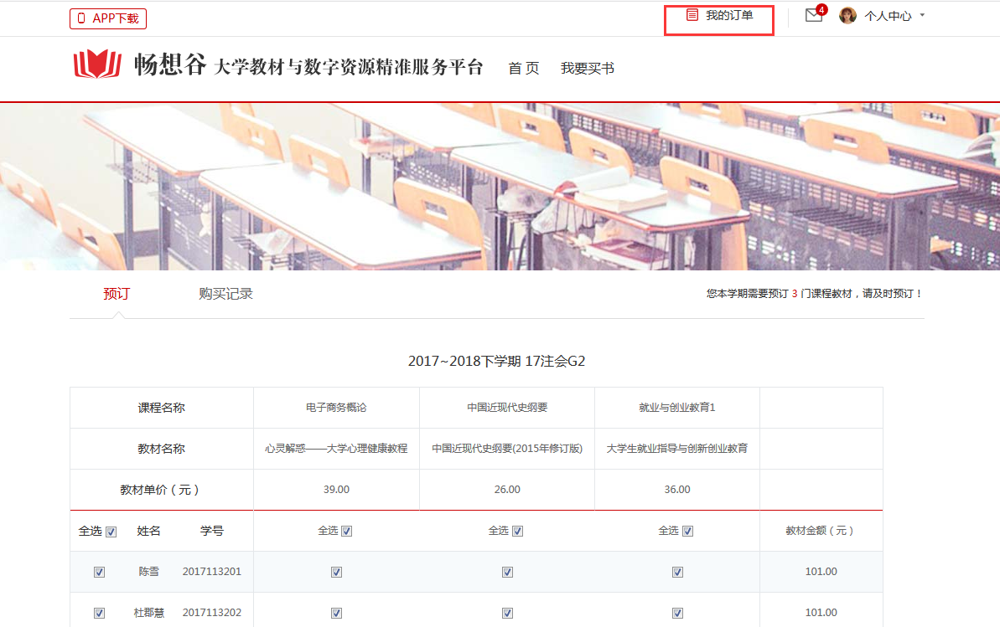 APP下载 我的订单 4 个人中心
畅想谷 大学教材与数字资源精准服务平台 首 页 我要买书
预订 购买记录 您本学期需要预订 3 门课程教材，请及时预订！
2017~2018下学期 17注会G2
课程名称 电子商务概论 中国近现代史纲要 就业与创业教育1
教材名称 心灵解惑——大学心理健康教程 中国近现代史纲要(2015年修订版) 大学生就业指导与创新创业教育
教材单价（元） 39.00 26.00 36.00
全选 姓名 学号 全选 全选 全选 教材金额（元）
陈雪 2017113201 101.00
杜郡慧 2017113202 101.00